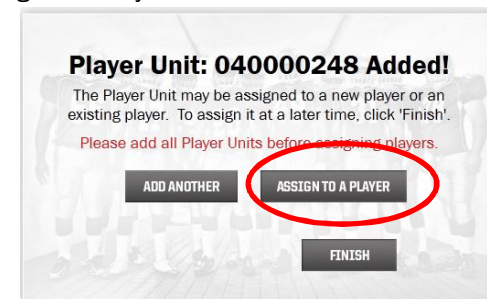 Player Unit: 040000248 Added!
The Player Unit may be assigned to a new player or an
existing player. To assign it at a later time, click 'Finish'.
Please add all Player Units before assigning players.
ADD ANOTHER
ASSIGN TO A PLAYER
FINISH